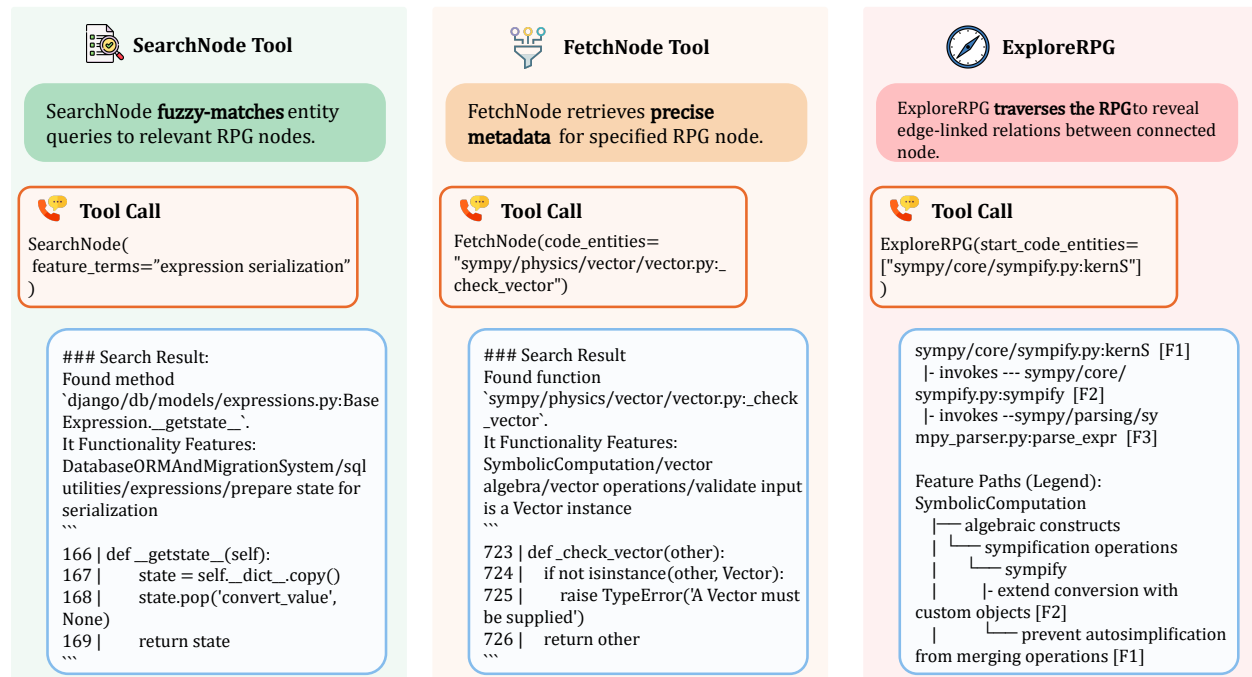 SearchNode Tool
SearchNode fuzzy-matches entity
queries to relevant RPG nodes.
Tool Call
SearchNode(
feature_terms=”expression serialization”
)
### Search Result:
Found method
`django/db/models/expressions.py:Base
Expression.__getstate__`.
It Functionality Features:
DatabaseORMAndMigrationSystem/sql
utilities/expressions/prepare state for
serialization
```
166 | def __getstate__(self):
167 |       state = self.__dict__.copy()
168 |       state.pop('convert_value',
None)
169 |       return state
```
FetchNode Tool
FetchNode retrieves precise
metadata for specified RPG node.
Tool Call
FetchNode(code_entities=
"sympy/physics/vector/vector.py:_
check_vector")
### Search Result
Found function
`sympy/physics/vector/vector.py:_check
_vector`.
It Functionality Features:
SymbolicComputation/vector
algebra/vector operations/validate input
is a Vector instance
```
723 | def _check_vector(other):
724 |    if not isinstance(other, Vector):
725 |       raise TypeError('A Vector must
be supplied')
726 |    return other
```
ExploreRPG
ExploreRPG traverses the RPG to reveal
edge-linked relations between connected
node.
Tool Call
ExploreRPG(start_code_entities=
["sympy/core/sympify.py:kernS"]
)
sympy/core/sympify.py:kernS [F1]
|- invokes --- sympy/core/
sympify.py:sympify [F2]
|- invokes --sympy/parsing/sy
mpy_parser.py:parse_expr [F3]
Feature Paths (Legend):
SymbolicComputation
|── algebraic constructs
| └── sympification operations
| └── sympify
| |- extend conversion with
custom objects [F2]
| └── prevent autosimplification
from merging operations [F1]